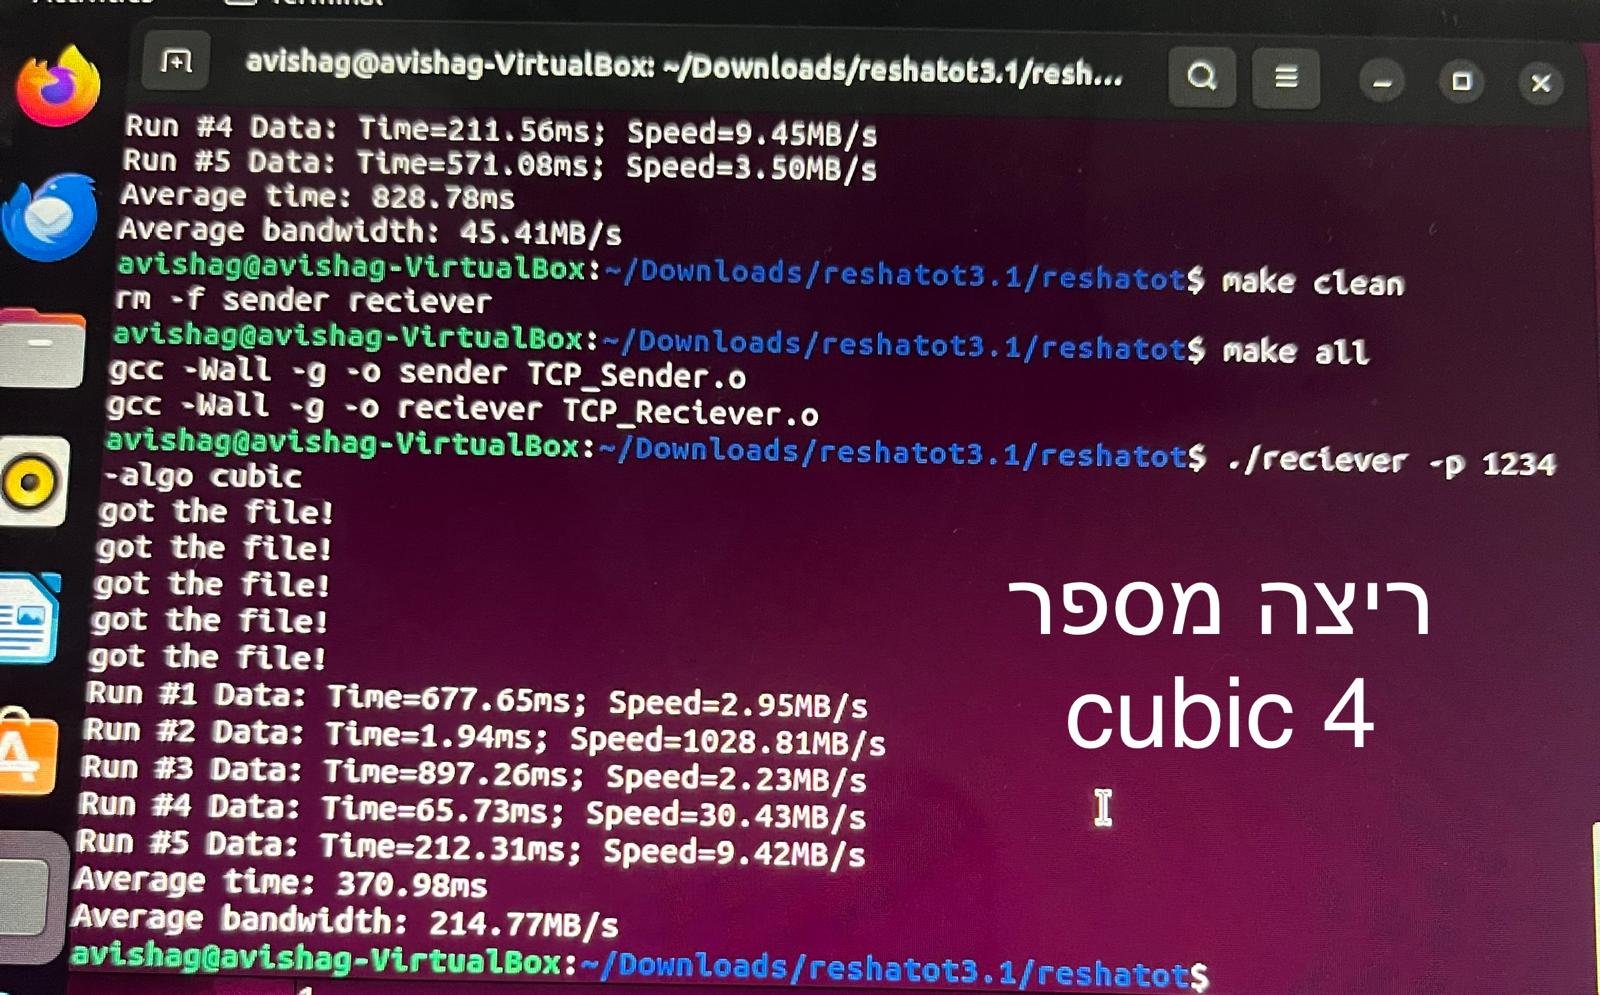 avishag@avishag-VirtualBox: ~/Downloads/reshatot3.1/resh...
Run #4 Data: Time=211.56ms; Speed=9.45MB/s
Run #5 Data: Time=571.08ms; Speed=3.50MB/s
Average time: 828.78ms
Average bandwidth: 45.41MB/s
avishag@avishag-VirtualBox:~/Downloads/reshatot3.1/reshatot$ make clean
rm -f sender reciever
avishag@avishag-VirtualBox:~/Downloads/reshatot3.1/reshatot$ make all
gcc -Wall -g -o sender TCP_Sender.o
gcc -Wall -g -o reciever TCP_Reciever.o
avishag@avishag-VirtualBox:~/Downloads/reshatot3.1/reshatot$ ./reciever -p 1234
-algo cubic
got the file!
got the file!
got the file!
got the file!
got the file!
Run #1 Data: Time=677.65ms; Speed=2.95MB/s
Run #2 Data: Time=1.94ms; Speed=1028.81MB/s
Run #3 Data: Time=897.26ms; Speed=2.23MB/s
Run #4 Data: Time=65.73ms; Speed=30.43MB/s
Run #5 Data: Time=212.31ms; Speed=9.42MB/s
Average time: 370.98ms
Average bandwidth: 214.77MB/s
avishag@avishag-VirtualBox:~/Downloads/reshatot3.1/reshatot$
ריצה מספר
cubic 4